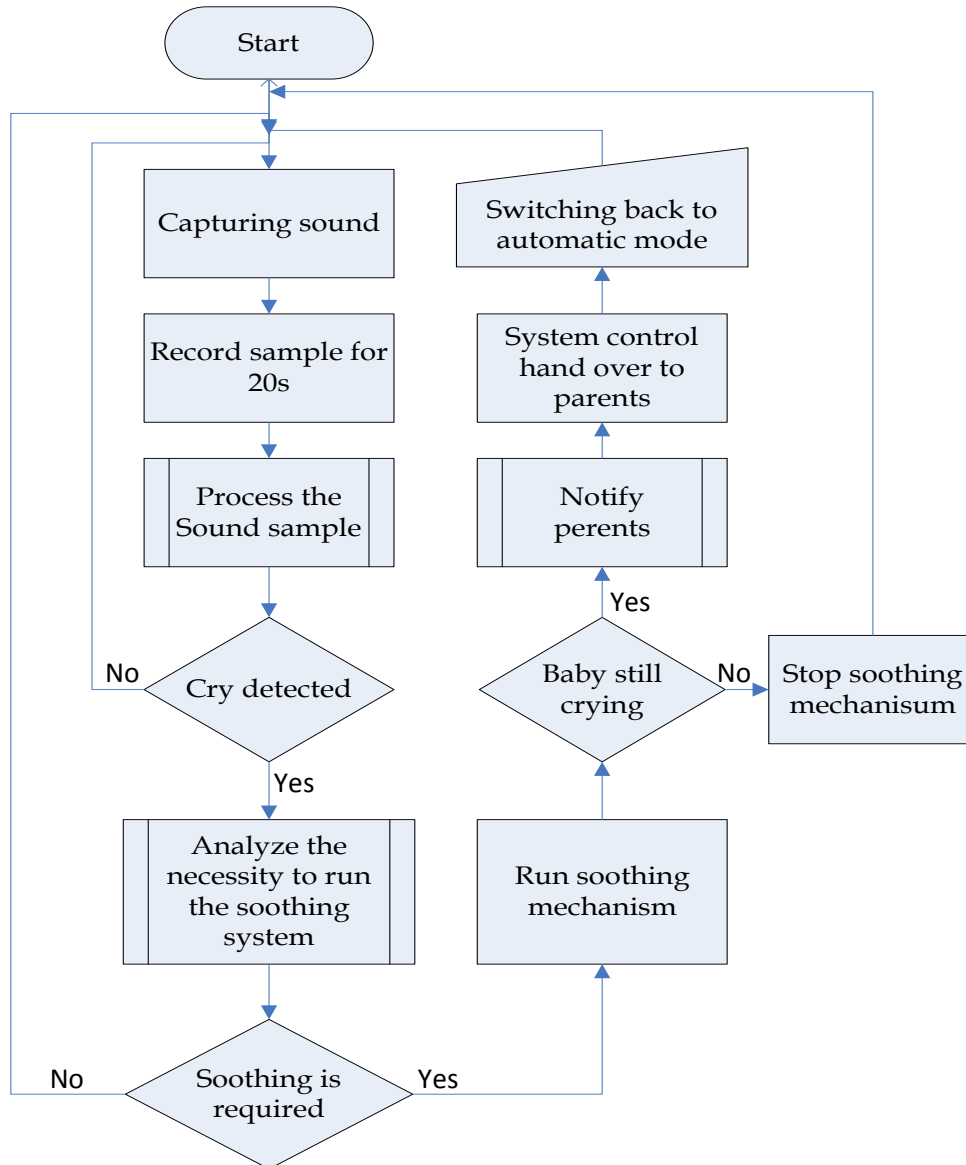 Start
Capturing sound
Record sample for
20s
Process the
Sound sample
No
Cry detected
Yes
Analyze the
necessity to run
the soothing
system
No
Soothing is
required
Yes
Run soothing
mechanism
Baby still
crying
No
Stop soothing
mechanisum
Yes
Notify
perents
System control
hand over to
parents
Switching back to
automatic mode